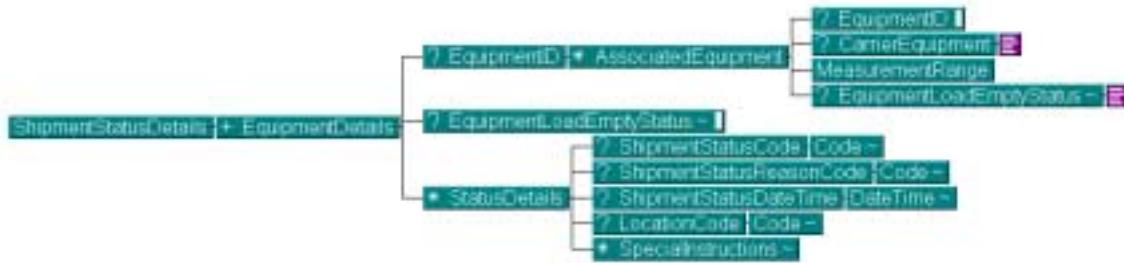 ? EquipmentID
? CarrierEquipment
? EquipmentID * AssociatedEquipment
MeasurementRange
? EquipmentLoadEmptyStatus ~
ShipmentStatusDetails + EquipmentDetails
? EquipmentLoadEmptyStatus ~
? ShipmentStatusCode Code ~
? ShipmentStatusReasonCode Code ~
* StatusDetails
? ShipmentStatusDateTime DateTime ~
? LocationCode Code ~
* SpecialInstructions ~